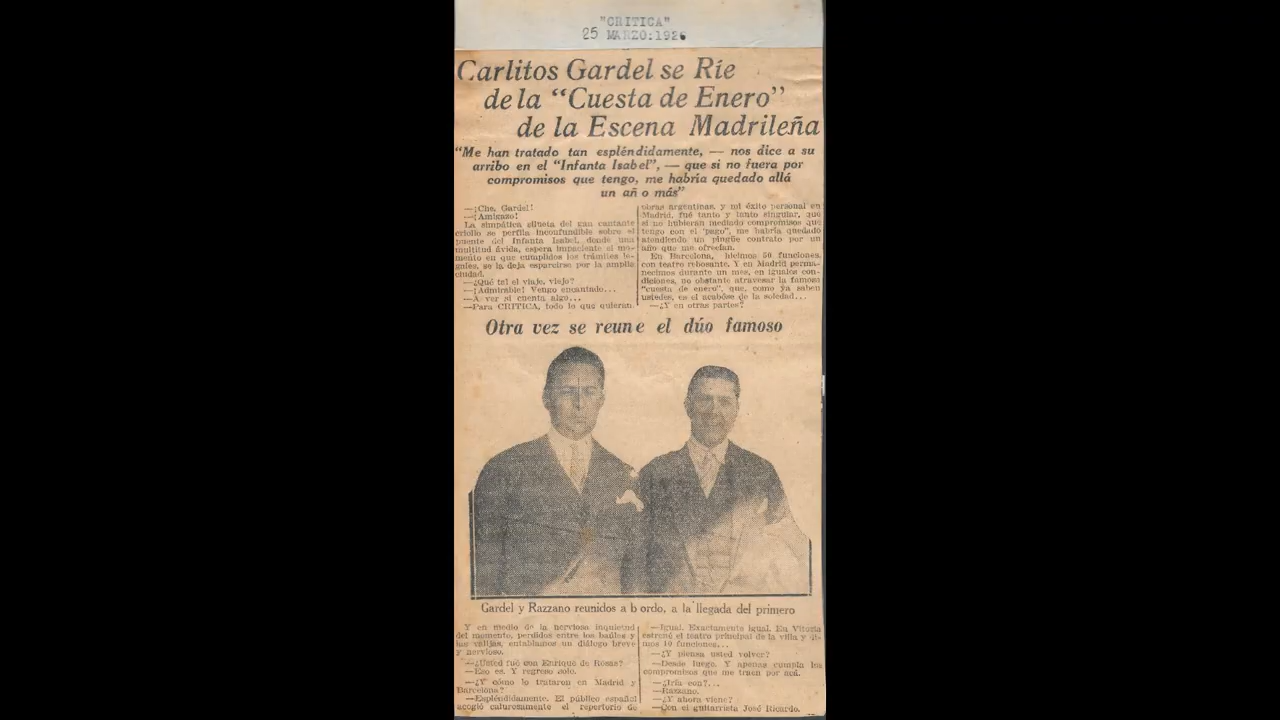 "CRITICA"
25 MARZO:1926
Carlitos Gardel se Ríe
de la "Cuesta de Enero"
de la Escena Madrileña
"Me han tratado tan espléndidamente, — nos dice a su
arribo en el "Infanta Isabel", — que si no fuera por
compromisos que tengo, me habría quedado allá
un añ o más"
—¡Che, Gardel!
—¡Amigazo!
La simpática silueta del gan cantante
criollo se perfila inconfundible sobre el
puente del Infanta Isabel, donde una
multitud ávida, espera impaciente el mo-
mento en que cumplidos los trámites le-
gales, se la deja esparcirse por la amplia
ciudad.
—¿Qué tal el viaje, viejo?
—¡Admirable! Vengo encantado...
—A ver si cuenta algo...
—Para CRITICA, todo lo que quieran.
obras argentinas, y mi éxito personal en
Madrid, fué tanto y tanto singular, que
si no hubieran mediado compromisos que
tengo con el "pago", me habría quedado
atendiendo un pingüe contrato por un
año que me ofrecían.
En Barcelona, hicimos 50 funciones,
con teatro rebosante. Y en Madrid perma-
necimos durante un mes, en iguales con-
diciones, no obstante atravesar la famosa
"cuesta de enero", que, como ya saben
ustedes, es el acabóse de la soledad...
—¿Y en otras partes?
Otra vez se reune el dúo famoso
Gardel y Razzano reunidos a b ordo, a la llegada del primero
Y en medio de la nerviosa inquietud
del momento, perdidos entre los baúles y
las valijas, entablamos un diálogo breve
y nervioso.
—¿Usted fué con Enrique de Rosas?
—Eso es. Y regreso solo.
—¿Y cómo lo trataron en Madrid y
Barcelona?
—Espléndidamente. El público español
acogió calurosamente el repertorio de
—Igual. Exactamente igual. En Vitoria
estrené el teatro principal de la villa y di-
mos 10 funciones...
—¿Y piensa usted volver?
—Desde luego. Y apenas cumpla los
compromisos que me traen por acá.
—¿Iría con?...
—Razzano.
—¿Y ahora viene?
—Con el guitarrista José Ricardo.